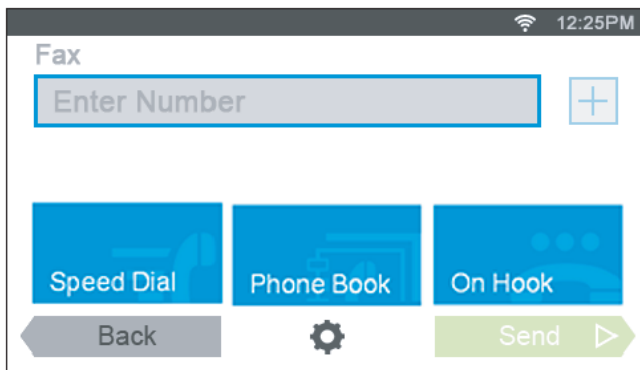 12:25PM
Fax
Enter Number
Speed Dial
Phone Book
On Hook
Back
Send